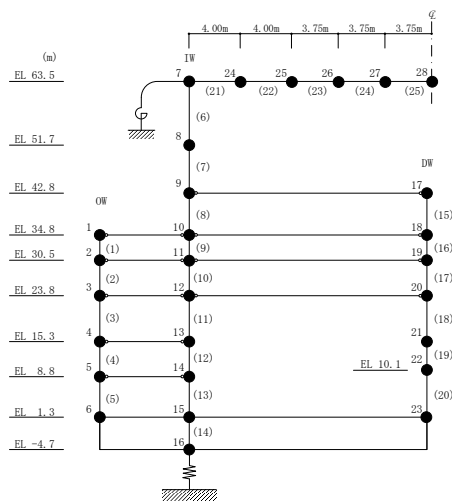 ℄
4.00m 4.00m 3.75m 3.75m 3.75m
(m) IW
EL 63.5 7 24 25 26 27 28
(21) (22) (23) (24) (25)
(6)
EL 51.7 8
(7) DW
EL 42.8 9 17
OW (8) (15)
EL 34.8 1 10 18
(1) (9) (16)
EL 30.5 2 11 19
(2) (10) (17)
EL 23.8 3 12 20
(3) (11) (18)
EL 15.3 4 13 21
(4) (12) (19)
EL 8.8 5 14 EL 10.1 22
(5) (13) (20)
EL 1.3 6 15 23
(14)
EL -4.7 16